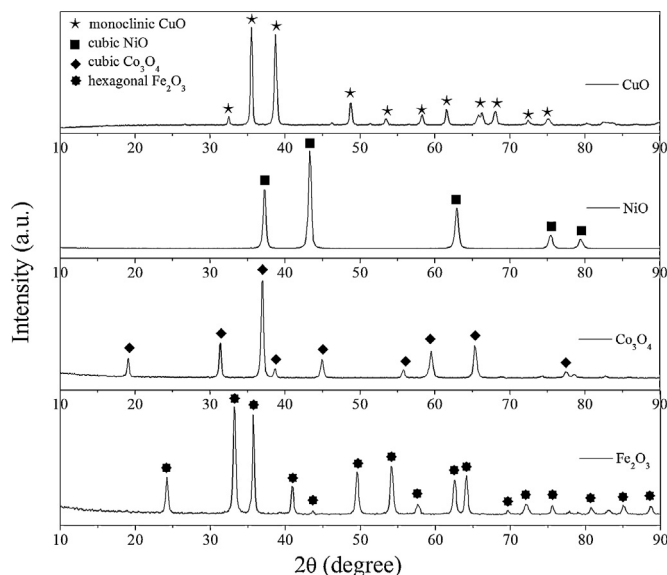 monoclinic CuO
cubic NiO
cubic Co₃O₄
hexagonal Fe₂O₃
CuO
10 20 30 40 50 60 70 80 90
NiO
10 20 30 40 50 60 70 80 90
Co₃O₄
10 20 30 40 50 60 70 80 90
Fe₂O₃
10 20 30 40 50 60 70 80 90
2θ (degree)
Intensity (a.u.)